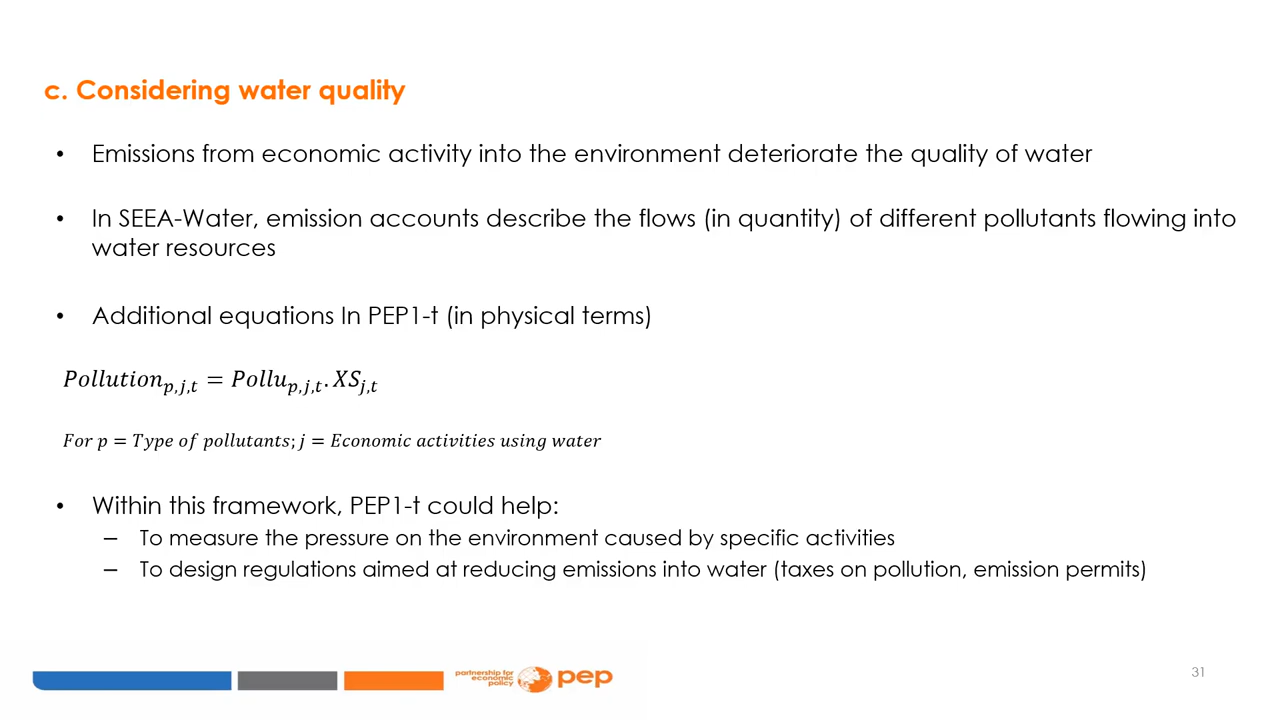 c. Considering water quality
• Emissions from economic activity into the environment deteriorate the quality of water
• In SEEA-Water, emission accounts describe the flows (in quantity) of different pollutants flowing into
water resources
• Additional equations In PEP1-t (in physical terms)
Pollution_{p,j,t} = Pollu_{p,j,t}. XS_{j,t}
For p = Type of pollutants; j = Economic activities using water
• Within this framework, PEP1-t could help:
– To measure the pressure on the environment caused by specific activities
– To design regulations aimed at reducing emissions into water (taxes on pollution, emission permits)
partnership for
economic
policy
pep
31